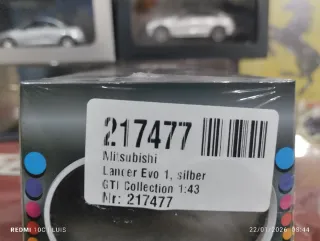 217477
Mitsubishi
Lancer Evo 1, silber
GTI Collection 1:43
Nr: 217477
REDMI 10C | LUIS
22/01/2026 08:44